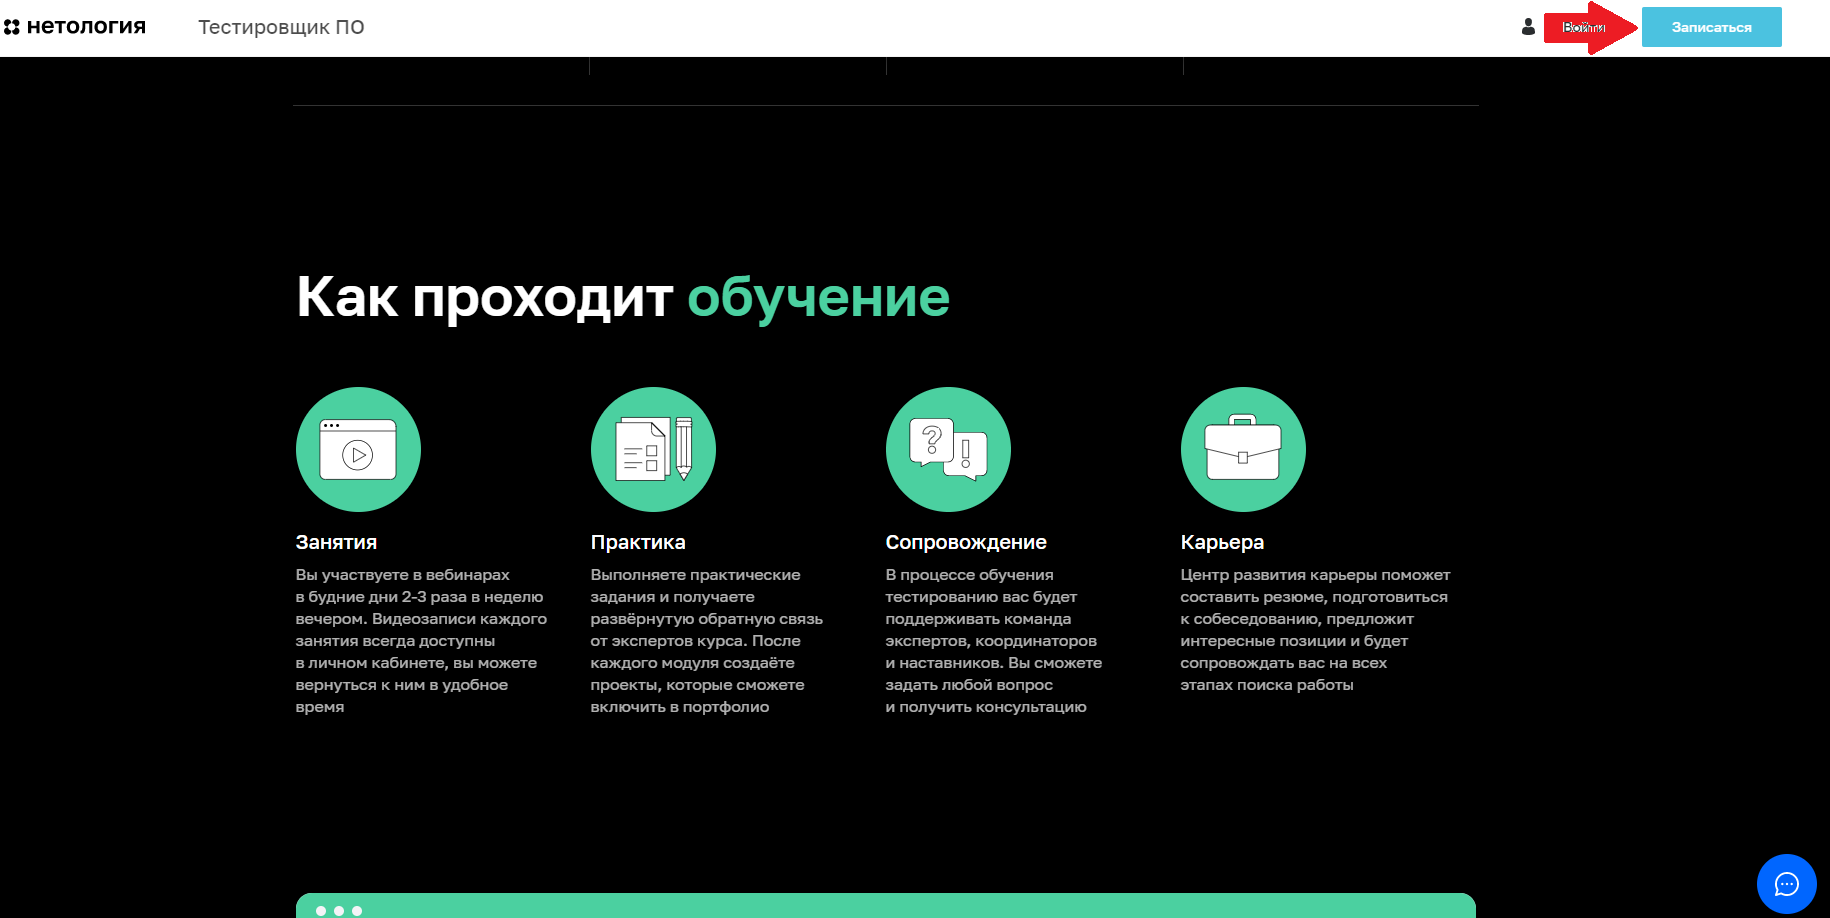 нетология
Тестировщик ПО
Войти
Записаться
Как проходит обучение
Занятия
Вы участвуете в вебинарах
в будние дни 2-3 раза в неделю
вечером. Видеозаписи каждого
занятия всегда доступны
в личном кабинете, вы можете
вернуться к ним в удобное
время
Практика
Выполняете практические
задания и получаете
развёрнутую обратную связь
от экспертов курса. После
каждого модуля создаёте
проекты, которые сможете
включить в портфолио
Сопровождение
В процессе обучения
тестированию вас будет
поддерживать команда
экспертов, координаторов
и наставников. Вы сможете
задать любой вопрос
и получить консультацию
Карьера
Центр развития карьеры поможет
составить резюме, подготовиться
к собеседованию, предложит
интересные позиции и будет
сопровождать вас на всех
этапах поиска работы